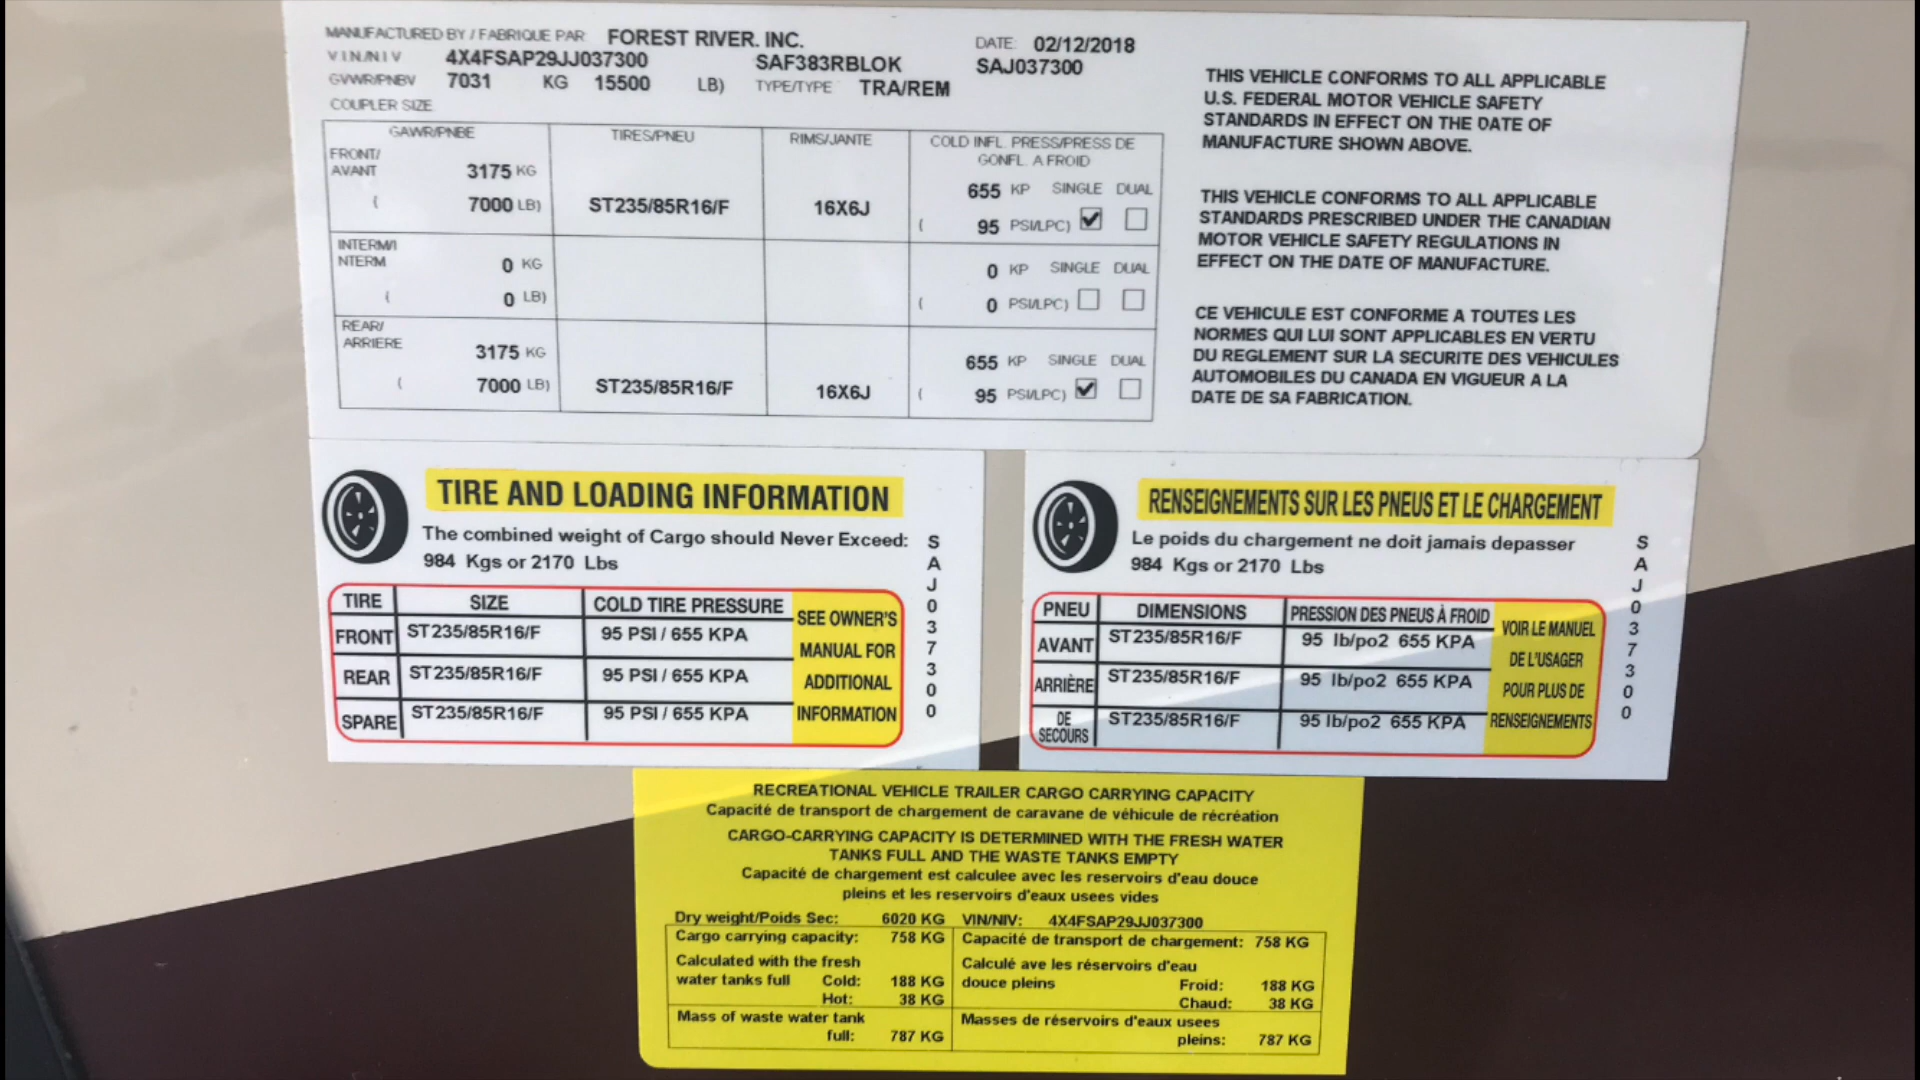 MANUFACTURED BY / FABRIQUE PAR FOREST RIVER. INC. DATE: 02/12/2018
V I N /N I V 4X4FSAP29JJ037300 SAF383RBLOK SAJ037300
GVWR/PNBV 7031 KG 15500 LB) TYPE/TYPE TRA/REM
COUPLER SIZE
GAWR/PNBE TIRES/PNEU RIMS/JANTE COLD INFL. PRESS/PRESS DE
GONFL. A FROID
FRONT/
AVANT 3175 KG 655 KP SINGLE DUAL
( 7000 LB) ST235/85R16/F 16X6J ( 95 PSI/LPC)
INTERM/I
NTERM 0 KG 0 KP SINGLE DUAL
( 0 LB) ( 0 PSI/LPC)
REAR/
ARRIERE 3175 KG 655 KP SINGLE DUAL
( 7000 LB) ST235/85R16/F 16X6J ( 95 PSI/LPC)
THIS VEHICLE CONFORMS TO ALL APPLICABLE
U.S. FEDERAL MOTOR VEHICLE SAFETY
STANDARDS IN EFFECT ON THE DATE OF
MANUFACTURE SHOWN ABOVE.
THIS VEHICLE CONFORMS TO ALL APPLICABLE
STANDARDS PRESCRIBED UNDER THE CANADIAN
MOTOR VEHICLE SAFETY REGULATIONS IN
EFFECT ON THE DATE OF MANUFACTURE.
CE VEHICULE EST CONFORME A TOUTES LES
NORMES QUI LUI SONT APPLICABLES EN VERTU
DU REGLEMENT SUR LA SECURITE DES VEHICULES
AUTOMOBILES DU CANADA EN VIGUEUR A LA
DATE DE SA FABRICATION.
TIRE AND LOADING INFORMATION
The combined weight of Cargo should Never Exceed:
984 Kgs or 2170 Lbs
TIRE SIZE COLD TIRE PRESSURE
FRONT ST235/85R16/F 95 PSI / 655 KPA
REAR ST235/85R16/F 95 PSI / 655 KPA
SPARE ST235/85R16/F 95 PSI / 655 KPA
SEE OWNER'S
MANUAL FOR
ADDITIONAL
INFORMATION
SAJ037300
RENSEIGNEMENTS SUR LES PNEUS ET LE CHARGEMENT
Le poids du chargement ne doit jamais depasser
984 Kgs or 2170 Lbs
PNEU DIMENSIONS PRESSION DES PNEUS À FROID
AVANT ST235/85R16/F 95 lb/po2 655 KPA
ARRIÈRE ST235/85R16/F 95 lb/po2 655 KPA
DE
SECOURS ST235/85R16/F 95 lb/po2 655 KPA
VOIR LE MANUEL
DE L'USAGER
POUR PLUS DE
RENSEIGNEMENTS
SAJ037300
RECREATIONAL VEHICLE TRAILER CARGO CARRYING CAPACITY
Capacité de transport de chargement de caravane de véhicule de récréation
CARGO-CARRYING CAPACITY IS DETERMINED WITH THE FRESH WATER
TANKS FULL AND THE WASTE TANKS EMPTY
Capacité de chargement est calculee avec les reservoirs d'eau douce
pleins et les reservoirs d'eaux usees vides
Dry weight/Poids Sec: 6020 KG VIN/NIV: 4X4FSAP29JJ037300
Cargo carrying capacity: 758 KG Capacité de transport de chargement: 758 KG
Calculated with the fresh Calculé ave les réservoirs d'eau
water tanks full Cold: 188 KG douce pleins Froid: 188 KG
Hot: 38 KG Chaud: 38 KG
Mass of waste water tank Masses de réservoirs d'eaux usees
full: 787 KG pleins: 787 KG